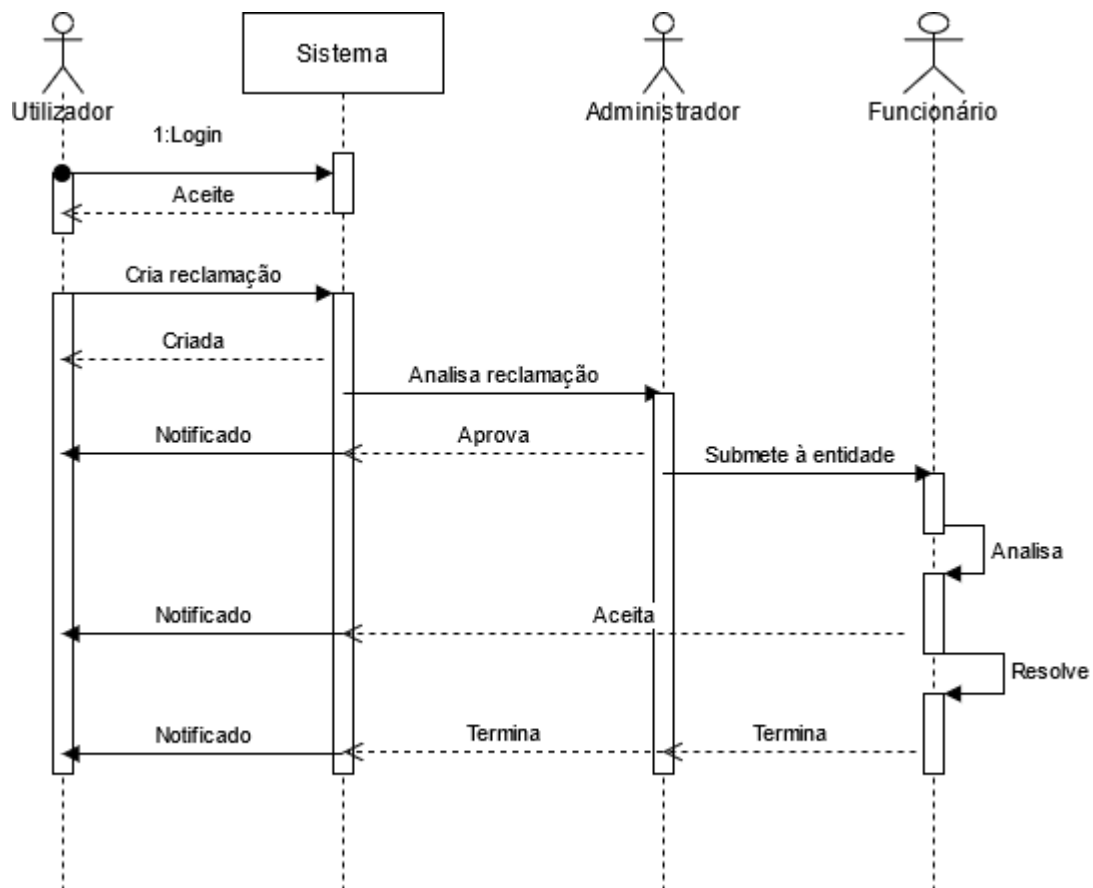 Sistema
Utilizador
Administrador
Funcionário
1:Login
Aceite
Cria reclamação
Criada
Analisa reclamação
Notificado
Aprova
Submete à entidade
Analisa
Notificado
Aceita
Resolve
Notificado
Termina
Termina